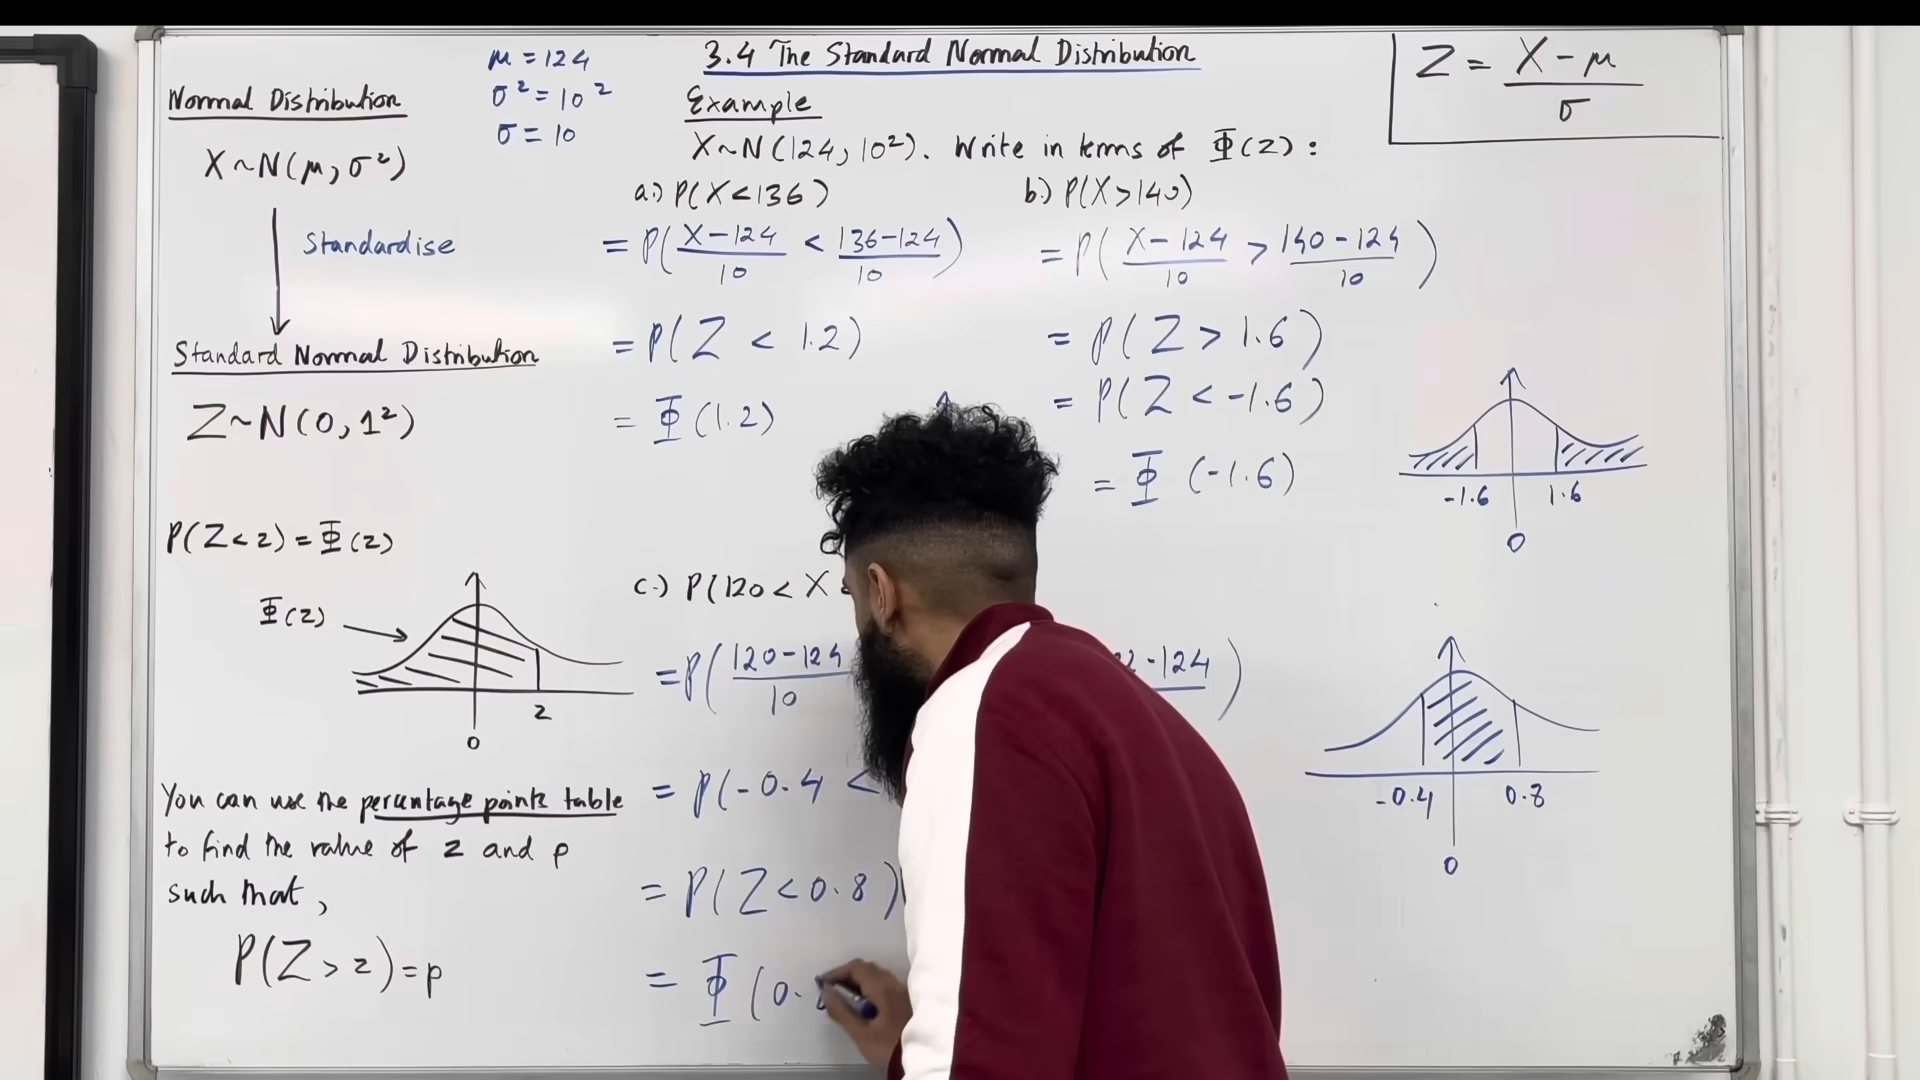 μ = 124
σ² = 10²
σ = 10
3.4 The Standard Normal Distribution
Z = (X - μ) / σ
Normal Distribution
X ~ N(μ, σ²)
Standardise
Standard Normal Distribution
Z ~ N(0, 1²)
P(Z < z) = Φ(z)
Φ(z)
z
0
You can use the percentage points table
to find the value of z and p
such that,
P(Z > z) = p
Example
X ~ N(124, 10²). Write in terms of Φ(z) :
a.) P(X < 136)
= P((X - 124)/10 < (136 - 124)/10)
= P(Z < 1.2)
= Φ(1.2)
b.) P(X > 140)
= P((X - 124)/10 > (140 - 124)/10)
= P(Z > 1.6)
= P(Z < -1.6)
= Φ(-1.6)
-1.6 1.6
0
c.) P(120 < X
= P((120 - 124)/10 2 - 124)
= P(-0.4 <
= P(Z < 0.8)
= Φ(0.
-0.4 0.8
0